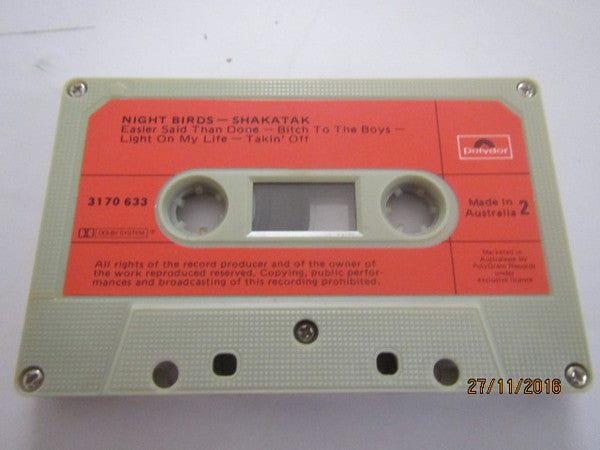 NIGHT BIRDS — SHAKATAK
Easier Said Than Done — Bitch To The Boys —
Light On My Life — Takin' Off
polydor
3170 633
Made in
Australia 2
DOLBY SYSTEM
All rights of the record producer and of the owner of
the work reproduced reserved. Copying, public perfor-
mances and broadcasting of this recording prohibited.
Marketed in
Australasia by
PolyGram Records
under
exclusive licence
27/11/2016